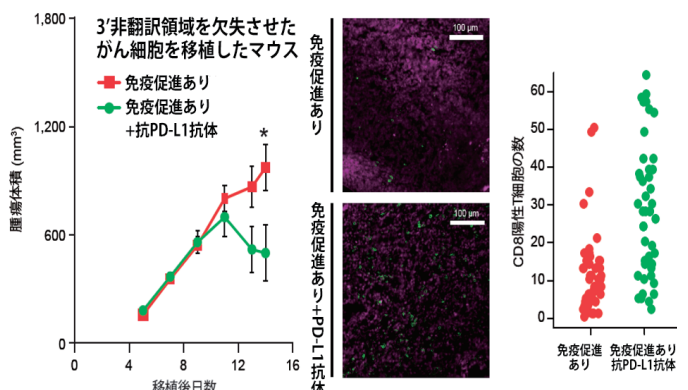 3’非翻訳領域を欠失させた
がん細胞を移植したマウス
免疫促進あり
免疫促進あり
+抗PD-L1抗体
*
腫瘍体積 (mm³)
1,800
1,200
600
0
0
4
8
12
16
移植後日数
免疫促進あり
100 µm
免疫促進あり+PD-L1抗体
100 µm
CD8陽性T細胞の数
60
50
40
30
20
10
0
免疫促進
あり
免疫促進あり
抗PD-L1抗体